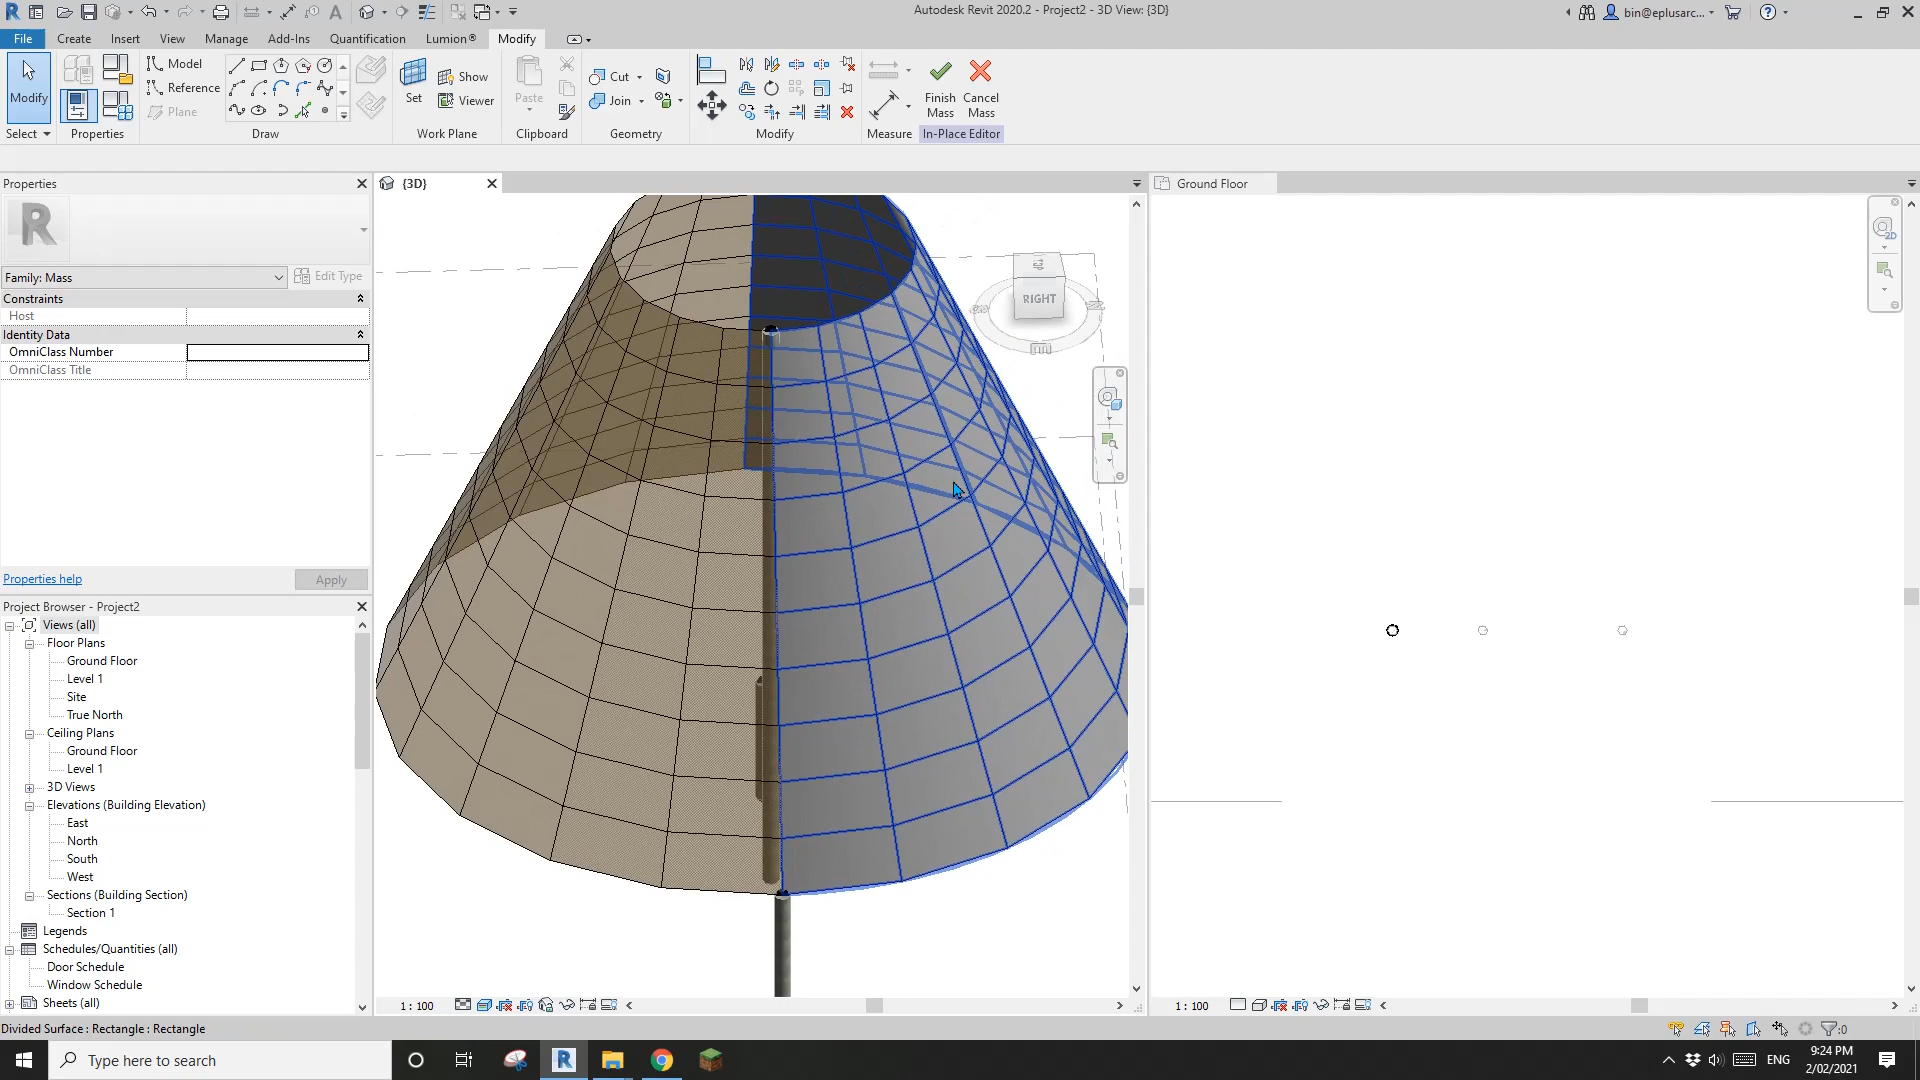 Autodesk Revit 2020.2 - Project2 - 3D View: {3D}
bin@eplusarc...
File Create Insert View Manage Add-Ins Quantification Lumion® Modify
Modify
Model
Reference
Plane
Set
Show
Viewer
Paste
Cut
Join
Finish Mass
Cancel Mass
Select Properties Draw Work Plane Clipboard Geometry Modify Measure In-Place Editor
Properties
{3D}
Ground Floor
Family: Mass
Edit Type
Constraints
Host
Identity Data
OmniClass Number
OmniClass Title
RIGHT
2D
Properties help
Apply
Project Browser - Project2
Views (all)
Floor Plans
Ground Floor
Level 1
Site
True North
Ceiling Plans
Ground Floor
Level 1
3D Views
Elevations (Building Elevation)
East
North
South
West
Sections (Building Section)
Section 1
Legends
Schedules/Quantities (all)
Door Schedule
Window Schedule
Sheets (all)
1 : 100
1 : 100
Divided Surface : Rectangle : Rectangle
:0
Type here to search
ENG
9:24 PM
2/02/2021